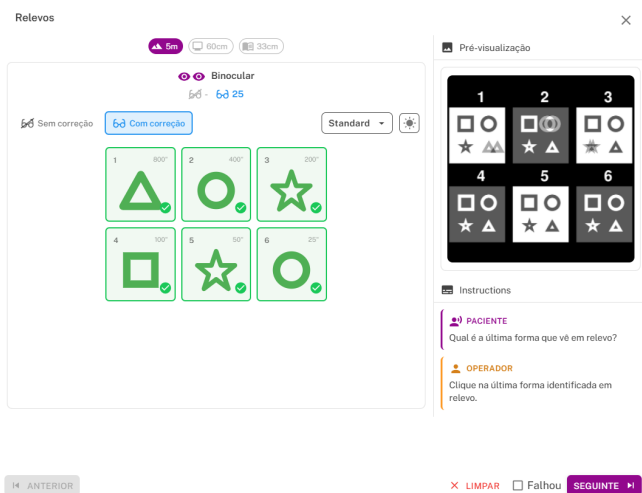 Relevos
5m 60cm 33cm
Binocular
- 25
Sem correção Com correção Standard
1 800" 2 400" 3 200"
4 100" 5 50" 6 25"
Pré-visualização
1 2 3
4 5 6
Instructions
PACIENTE
Qual é a última forma que vê em relevo?
OPERADOR
Clique na última forma identificada em
relevo.
ANTERIOR LIMPAR Falhou SEGUINTE